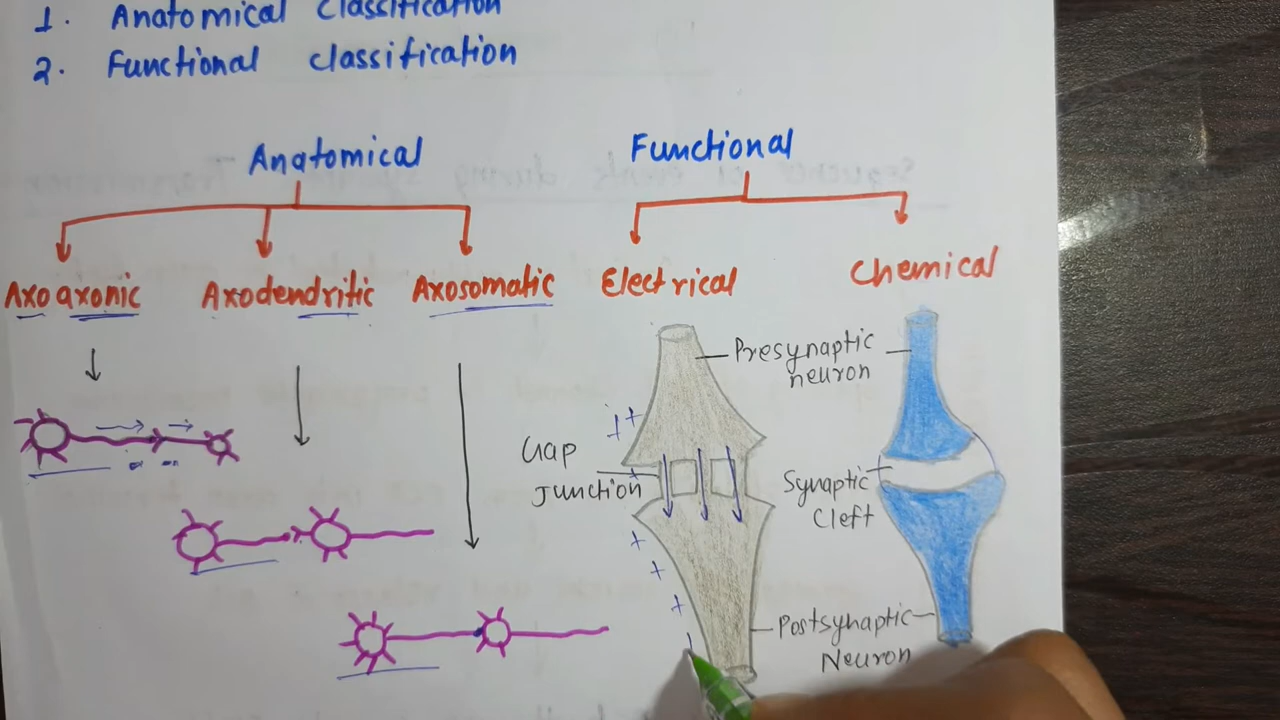 1. Anatomical Classification
2. Functional classification
Anatomical
Functional
Axoaxonic
Axodendritic
Axosomatic
Electrical
Chemical
Presynaptic
neuron
Gap
Junction
Synaptic
Cleft
Postsynaptic
Neuron